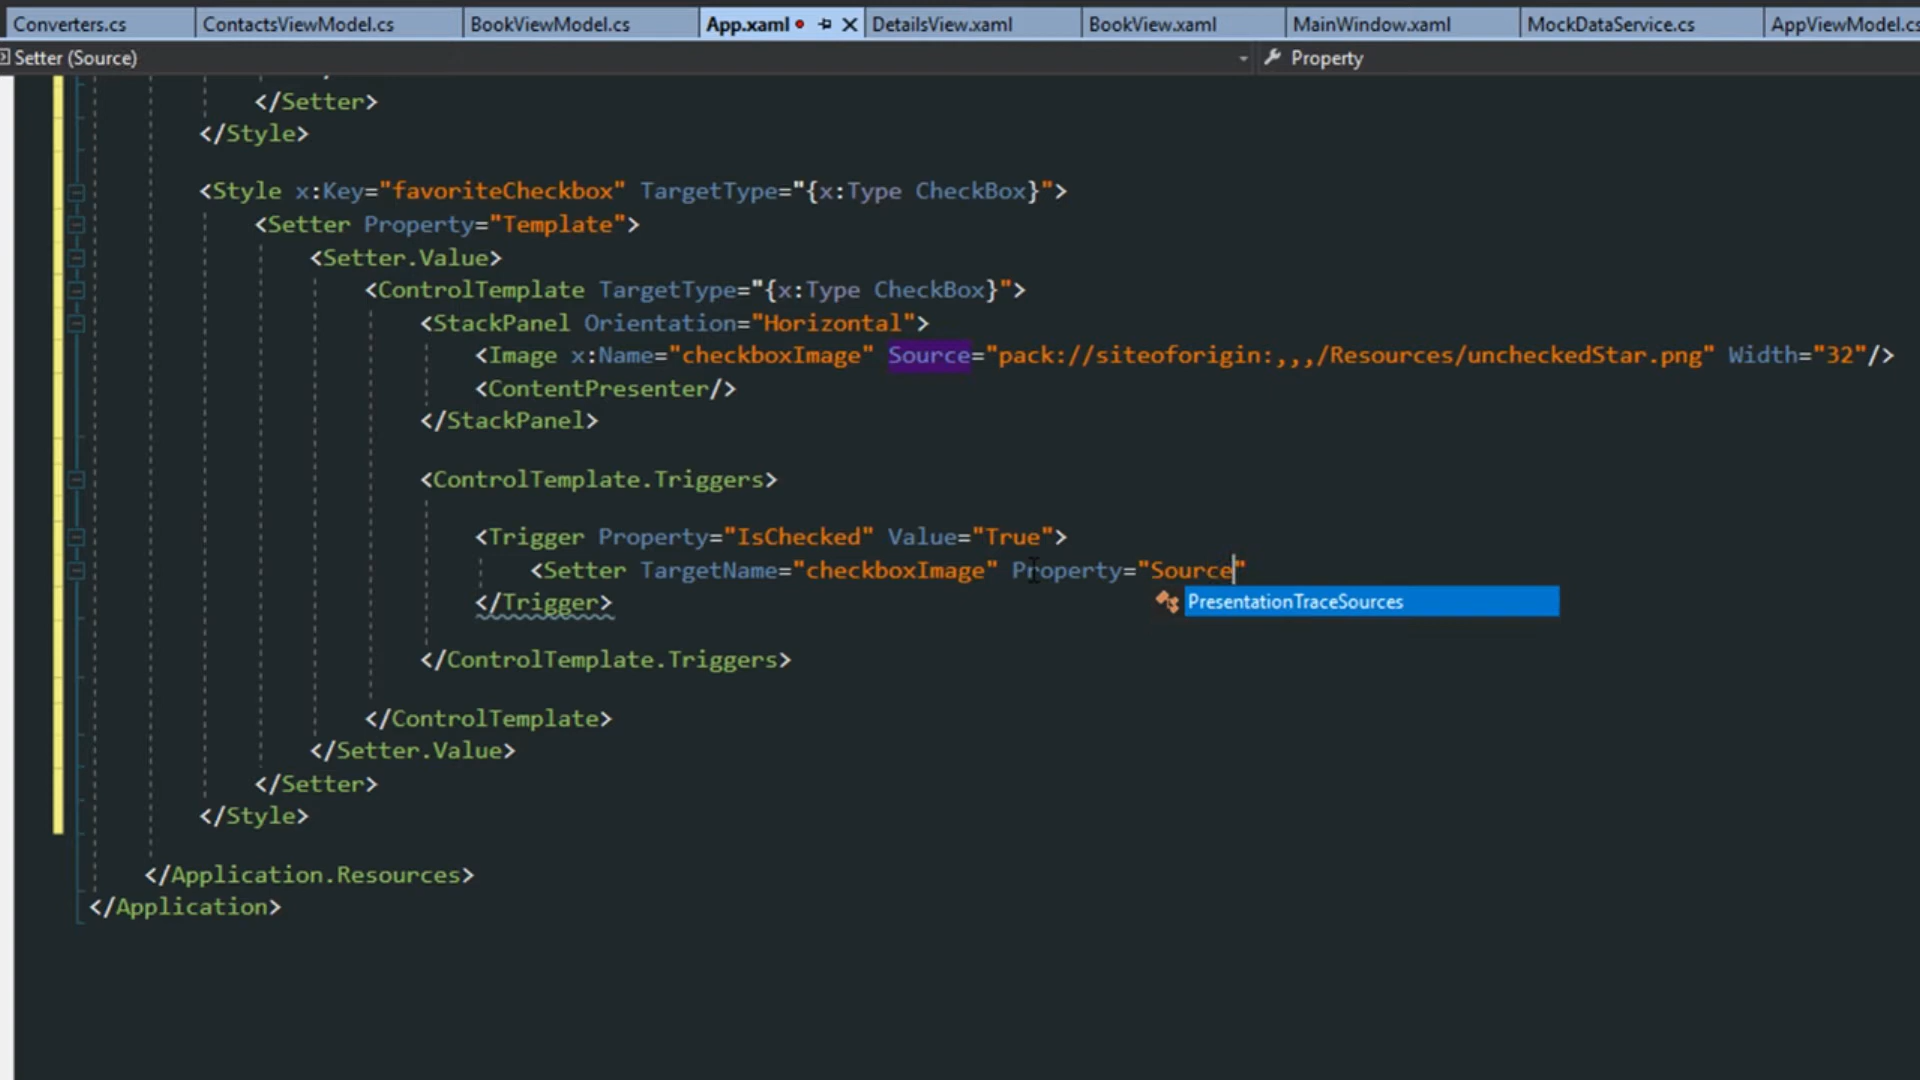 Converters.cs ContactsViewModel.cs BookViewModel.cs App.xaml DetailsView.xaml BookView.xaml MainWindow.xaml MockDataService.cs AppViewModel.cs
Setter (Source) Property
</Setter>
</Style>
<Style x:Key="favoriteCheckbox" TargetType="{x:Type CheckBox}">
<Setter Property="Template">
<Setter.Value>
<ControlTemplate TargetType="{x:Type CheckBox}">
<StackPanel Orientation="Horizontal">
<Image x:Name="checkboxImage" Source="pack://siteoforigin:,,,/Resources/uncheckedStar.png" Width="32"/>
<ContentPresenter/>
</StackPanel>
<ControlTemplate.Triggers>
<Trigger Property="IsChecked" Value="True">
<Setter TargetName="checkboxImage" Property="Source"
PresentationTraceSources
</Trigger>
</ControlTemplate.Triggers>
</ControlTemplate>
</Setter.Value>
</Setter>
</Style>
</Application.Resources>
</Application>